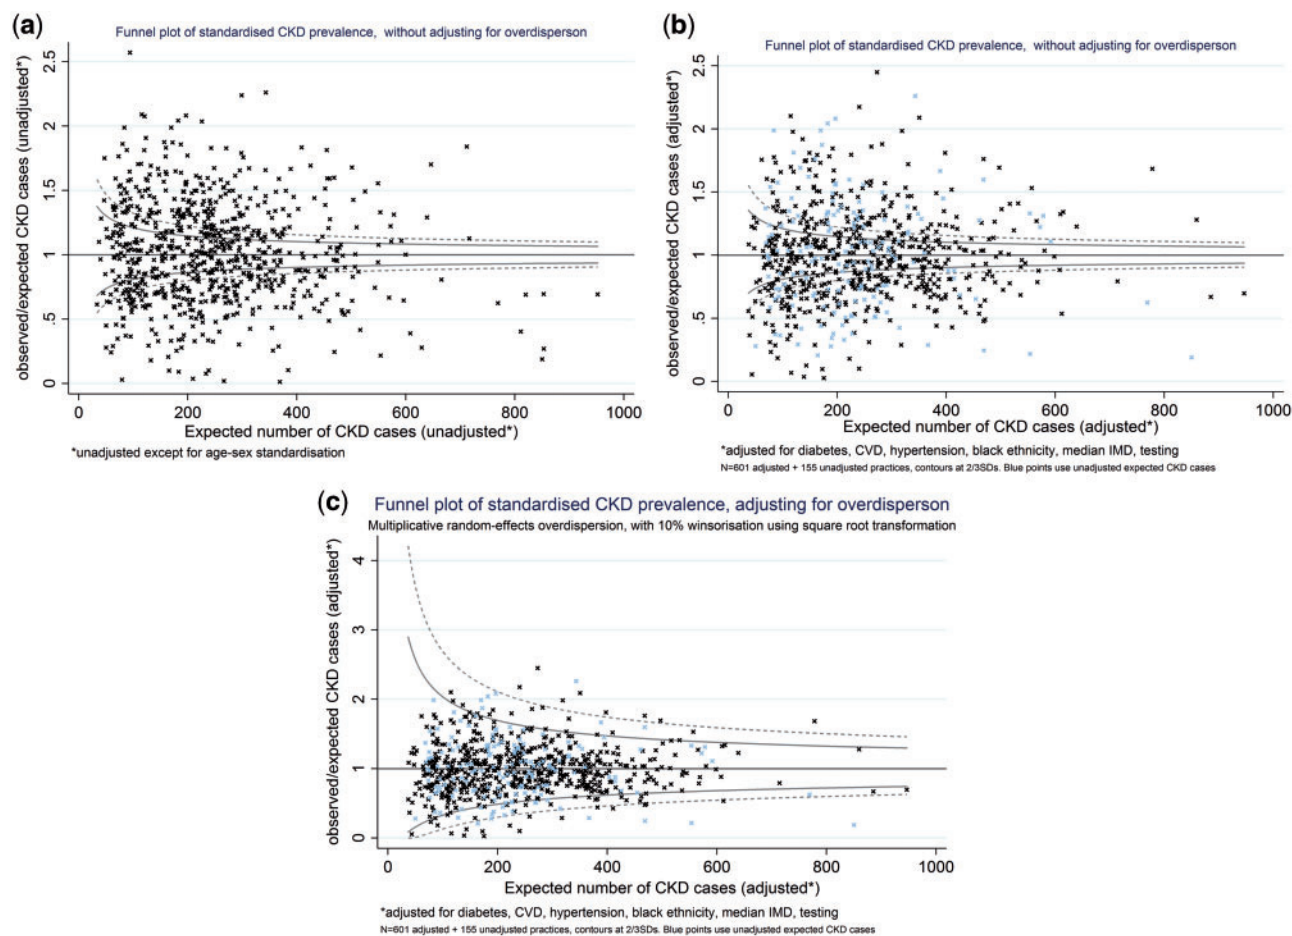 (a)
Funnel plot of standardised CKD prevalence, without adjusting for overdisperson
observed/expected CKD cases (unadjusted*)
2.5
2
1.5
1
.5
0
0 200 400 600 800 1000
Expected number of CKD cases (unadjusted*)
*unadjusted except for age-sex standardisation
(b)
Funnel plot of standardised CKD prevalence, without adjusting for overdisperson
observed/expected CKD cases (adjusted*)
2.5
2
1.5
1
.5
0
0 200 400 600 800 1000
Expected number of CKD cases (adjusted*)
*adjusted for diabetes, CVD, hypertension, black ethnicity, median IMD, testing
N=601 adjusted + 155 unadjusted practices, contours at 2/3SDs. Blue points use unadjusted expected CKD cases
(c)
Funnel plot of standardised CKD prevalence, adjusting for overdisperson
Multiplicative random-effects overdispersion, with 10% winsorisation using square root transformation
observed/expected CKD cases (adjusted*)
4
3
2
1
0
0 200 400 600 800 1000
Expected number of CKD cases (adjusted*)
*adjusted for diabetes, CVD, hypertension, black ethnicity, median IMD, testing
N=601 adjusted + 155 unadjusted practices, contours at 2/3SDs. Blue points use unadjusted expected CKD cases